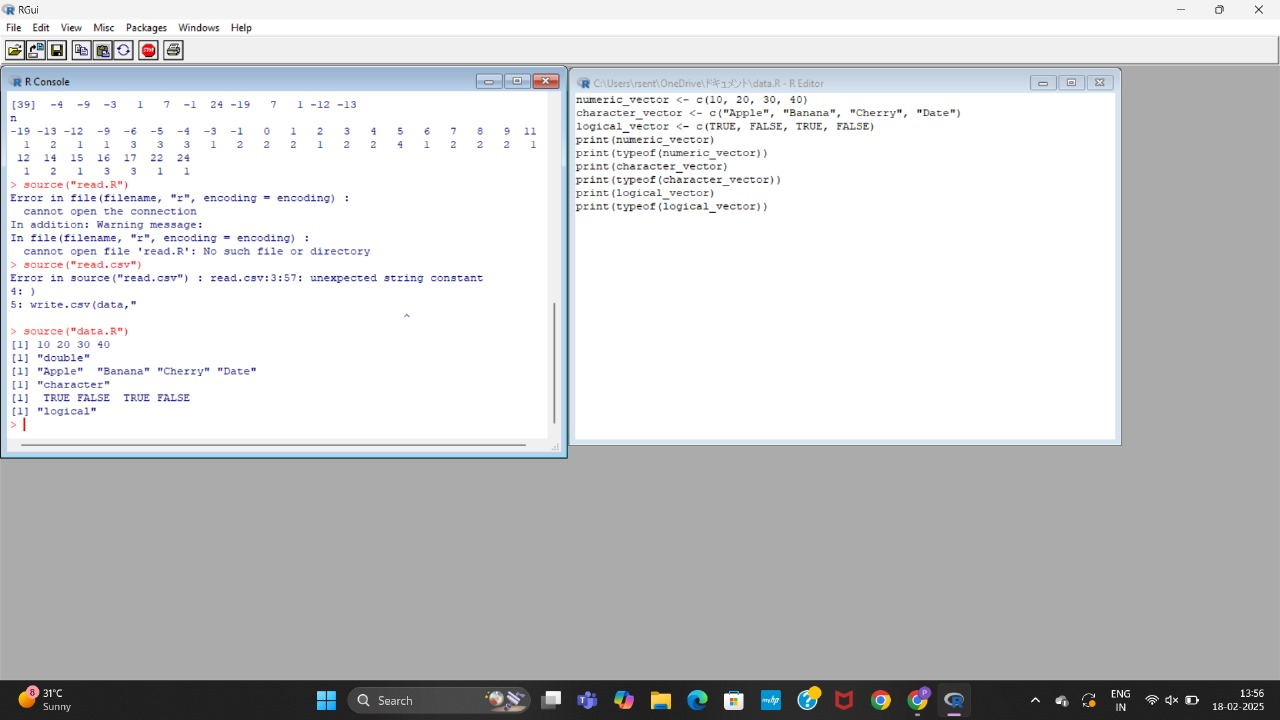 RGui
File Edit View Misc Packages Windows Help
STOP
R Console
[39] -4 -9 -3 1 7 -1 24 -19 7 1 -12 -13
n
-19 -13 -12 -9 -6 -5 -4 -3 -1 0 1 2 3 4 5 6 7 8 9 11
1 2 1 1 3 3 3 1 2 2 2 1 2 2 4 1 2 2 2 1
12 14 15 16 17 22 24
1 2 1 3 3 1 1
> source("read.R")
Error in file(filename, "r", encoding = encoding) :
cannot open the connection
In addition: Warning message:
In file(filename, "r", encoding = encoding) :
cannot open file 'read.R': No such file or directory
> source("read.csv")
Error in source("read.csv") : read.csv:3:57: unexpected string constant
4: )
5: write.csv(data,"
^
> source("data.R")
[1] 10 20 30 40
[1] "double"
[1] "Apple" "Banana" "Cherry" "Date"
[1] "character"
[1] TRUE FALSE TRUE FALSE
[1] "logical"
>
C:\Users\rsent\OneDrive\ドキュメント\data.R - R Editor
numeric_vector <- c(10, 20, 30, 40)
character_vector <- c("Apple", "Banana", "Cherry", "Date")
logical_vector <- c(TRUE, FALSE, TRUE, FALSE)
print(numeric_vector)
print(typeof(numeric_vector))
print(character_vector)
print(typeof(character_vector))
print(logical_vector)
print(typeof(logical_vector))
8
31°C
Sunny
Search
ENG
IN
13:56
18-02-2025